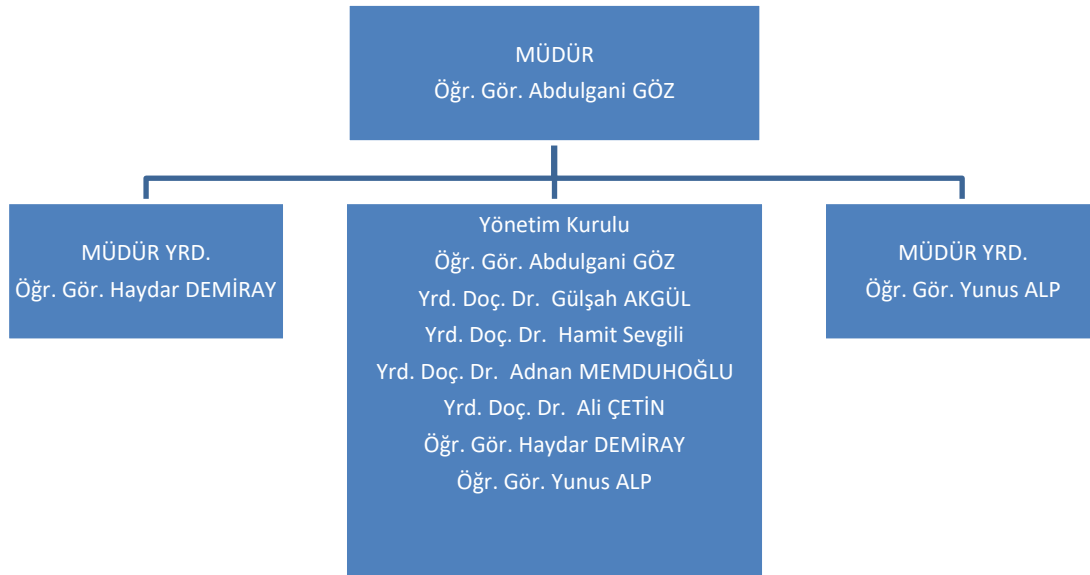 MÜDÜR
Öğr. Gör. Abdulgani GÖZ
MÜDÜR YRD.
Öğr. Gör. Haydar DEMİRAY
Yönetim Kurulu
Öğr. Gör. Abdulgani GÖZ
Yrd. Doç. Dr.  Gülşah AKGÜL
Yrd. Doç. Dr.  Hamit Sevgili
Yrd. Doç. Dr.  Adnan MEMDUHOĞLU
Yrd. Doç. Dr.  Ali ÇETİN
Öğr. Gör. Haydar DEMİRAY
Öğr. Gör. Yunus ALP
MÜDÜR YRD.
Öğr. Gör. Yunus ALP